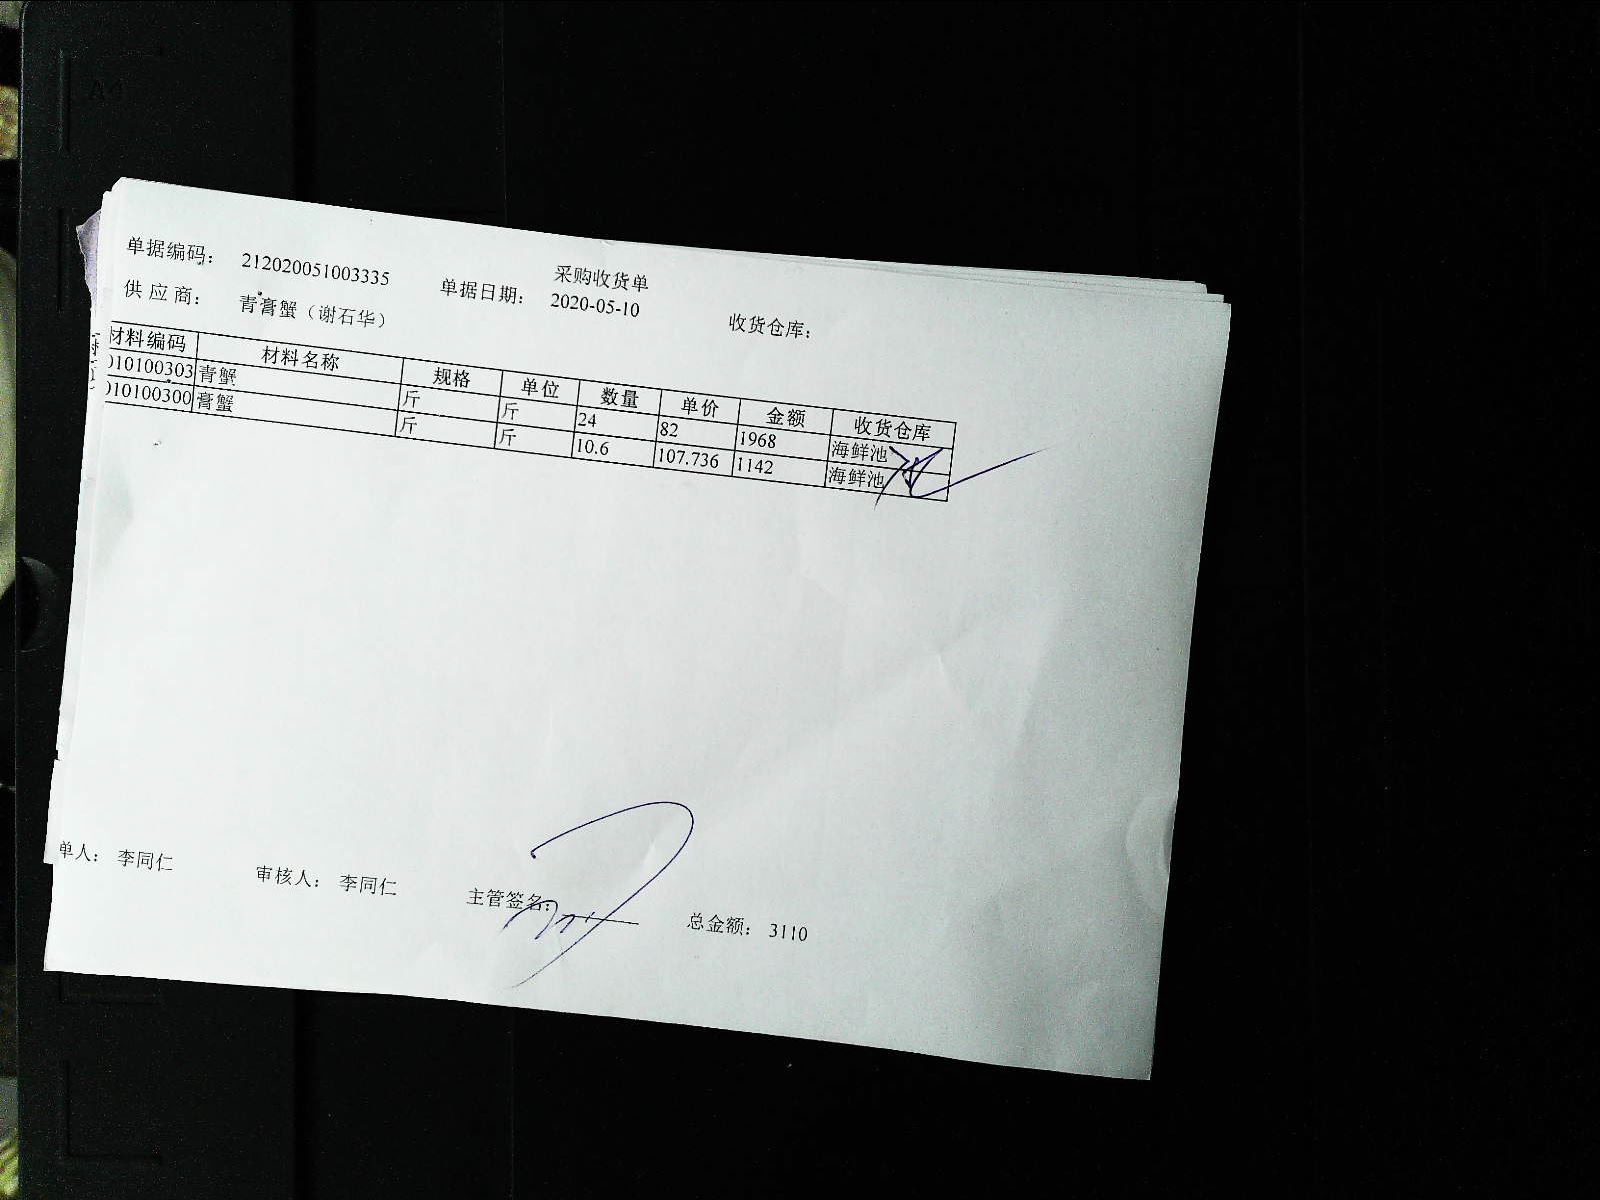 采购收货单
单据编码： 212020051003335 单据日期： 2020-05-10 收货仓库：
供应商： 青膏蟹（谢石华）
材料编码 材料名称 规格 单位 数量 单价 金额 收货仓库
010100303 青蟹 斤 斤 24 82 1968 海鲜池
010100300 膏蟹 斤 斤 10.6 107.736 1142 海鲜池
单人： 李同仁 审核人： 李同仁 主管签名： 总金额： 3110